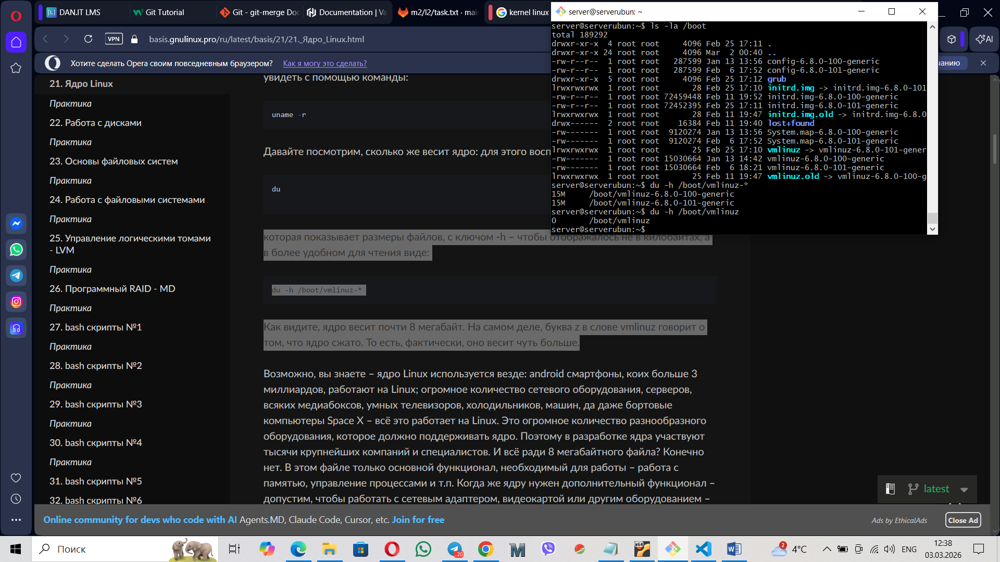 DAN.IT LMS
Git Tutorial
Git - git-merge Doc
Documentation | Va
m2/l2/task.txt · mai
kernel linux
VPN
basis.gnulinux.pro/ru/latest/basis/21/21._Ядро_Linux.html
AI
Хотите сделать Opera своим повседневным браузером?
Как я могу это сделать?
server@serverubun: ~
server@serverubun:~$ ls -la /boot
total 189292
drwxr-xr-x  4 root root     4096 Feb 25 17:11 .
drwxr-xr-x 24 root root     4096 Mar  2 00:40 ..
-rw-r--r--  1 root root   287599 Jan 13 13:56 config-6.8.0-100-generic
-rw-r--r--  1 root root   287599 Feb  6 17:52 config-6.8.0-101-generic
drwxr-xr-x  5 root root     4096 Feb 25 17:12 grub
lrwxrwxrwx  1 root root       28 Feb 25 17:10 initrd.img -> initrd.img-6.8.0-101
-rw-r--r--  1 root root 72459448 Feb 11 19:52 initrd.img-6.8.0-100-generic
-rw-r--r--  1 root root 72452395 Feb 25 17:11 initrd.img-6.8.0-101-generic
lrwxrwxrwx  1 root root       28 Feb 11 19:47 initrd.img.old -> initrd.img-6.8.0
drwx------  2 root root    16384 Feb 11 19:40 lost+found
-rw-------  1 root root  9120274 Jan 13 13:56 System.map-6.8.0-100-generic
-rw-------  1 root root  9120274 Feb  6 17:52 System.map-6.8.0-101-generic
lrwxrwxrwx  1 root root       25 Feb 25 17:10 vmlinuz -> vmlinuz-6.8.0-101-gener
-rw-------  1 root root 15030664 Jan 13 14:42 vmlinuz-6.8.0-100-generic
-rw-------  1 root root 15030664 Feb  6 18:21 vmlinuz-6.8.0-101-generic
lrwxrwxrwx  1 root root       25 Feb 11 19:47 vmlinuz.old -> vmlinuz-6.8.0-100-g
server@serverubun:~$ du -h /boot/vmlinuz-*
15M     /boot/vmlinuz-6.8.0-100-generic
15M     /boot/vmlinuz-6.8.0-101-generic
server@serverubun:~$ du -h /boot/vmlinuz
0       /boot/vmlinuz
server@serverubun:~$
21. Ядро Linux
Практика
22. Работа с дисками
Практика
23. Основы файловых систем
Практика
24. Работа с файловыми системами
Практика
25. Управление логическими томами
- LVM
Практика
26. Программный RAID - MD
Практика
27. bash скрипты №1
Практика
28. bash скрипты №2
Практика
29. bash скрипты №3
Практика
30. bash скрипты №4
Практика
31. bash скрипты №5
32. bash скрипты №6
увидеть с помощью команды:
uname -r
Давайте посмотрим, сколько же весит ядро: для этого восп
du
которая показывает размеры файлов, с ключом -h – чтобы отображалось не в килобайтах, а
в более удобном для чтения виде:
du -h /boot/vmlinuz-*
Как видите, ядро весит почти 8 мегабайт. На самом деле, буква z в слове vmlinuz говорит о
том, что ядро сжато. То есть, фактически, оно весит чуть больше.
Возможно, вы знаете – ядро Linux используется везде: android смартфоны, коих больше 3
миллиардов, работают на Linux; огромное количество сетевого оборудования, серверов,
всяких медиабоксов, умных телевизоров, холодильников, машин, да даже бортовые
компьютеры Space X – всё это работает на Linux. Это огромное количество разнообразного
оборудования, которое должно поддерживать ядро. Поэтому в разработке ядра участвуют
тысячи крупнейших компаний и специалистов. И всё ради 8 мегабайтного файла? Конечно
нет. В этом файле только основной функционал, необходимый для работы – работа с
памятью, управление процессами и т.п. Когда же ядру нужен дополнительный функционал –
допустим, чтобы работать с сетевым адаптером, видеокартой или другим оборудованием –
latest
Online community for devs who code with AI Agents.MD, Claude Code, Cursor, etc. Join for free
Ads by EthicalAds
Close Ad
Поиск
20
x64
2
4°C
ENG
12:38
03.03.2026